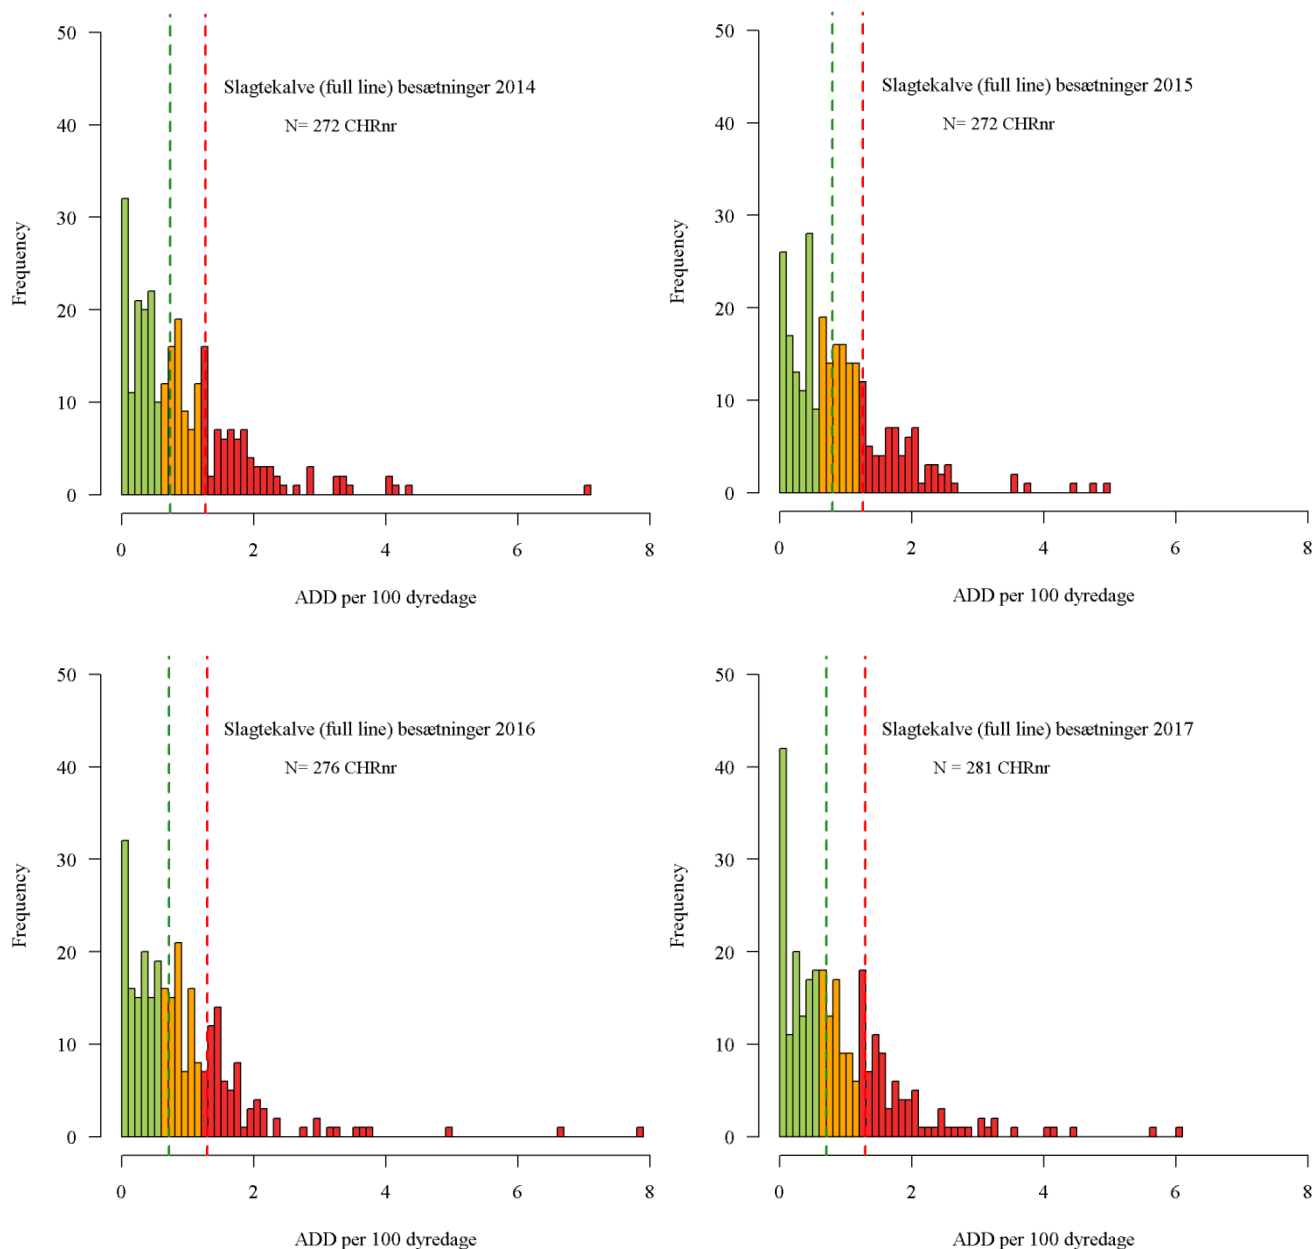 50
Slagtekalve (full line) besætninger 2014
40
N= 272 CHRnr
30
Frequency
20
10
0
0 2 4 6 8
ADD per 100 dyredage
50
Slagtekalve (full line) besætninger 2015
40
N= 272 CHRnr
30
Frequency
20
10
0
0 2 4 6 8
ADD per 100 dyredage
50
Slagtekalve (full line) besætninger 2016
40
N= 276 CHRnr
30
Frequency
20
10
0
0 2 4 6 8
ADD per 100 dyredage
50
Slagtekalve (full line) besætninger 2017
40
N = 281 CHRnr
30
Frequency
20
10
0
0 2 4 6 8
ADD per 100 dyredage